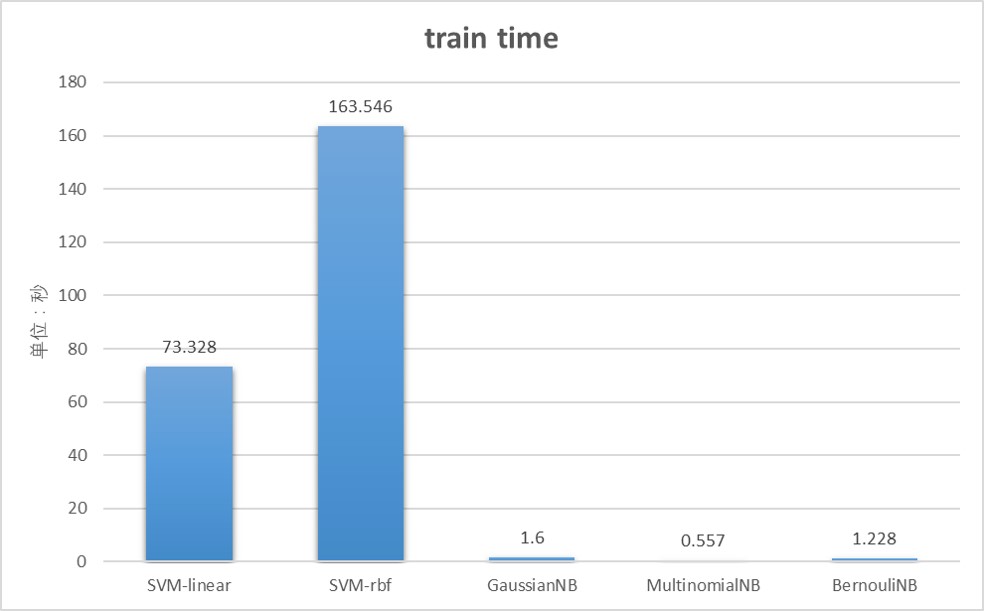 train time
180
163.546
160
140
120
100
单位：秒
80
73.328
60
40
20
1.6
0.557
1.228
0
SVM-linear
SVM-rbf
GaussianNB
MultinomialNB
BernouliNB